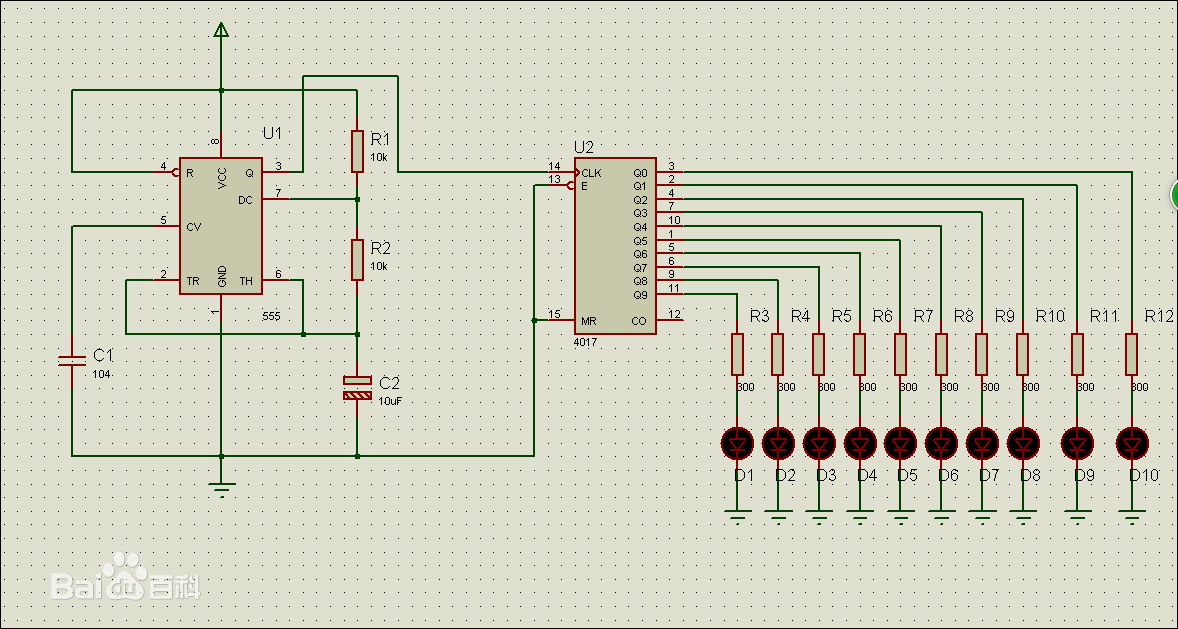 U1
8
4 R VCC Q 3
DC 7
5 CV
2 TR GND TH 6
1
555
R1
10k
R2
10k
C1
104
C2
10uF
U2
14 CLK Q0 3
13 E Q1 2
Q2 4
Q3 7
Q4 10
Q5 1
Q6 5
Q7 6
Q8 9
Q9 11
15 MR CO 12
4017
R3 R4 R5 R6 R7 R8 R9 R10 R11 R12
300 300 300 300 300 300 300 300 300 300
D1 D2 D3 D4 D5 D6 D7 D8 D9 D10
Bai百科